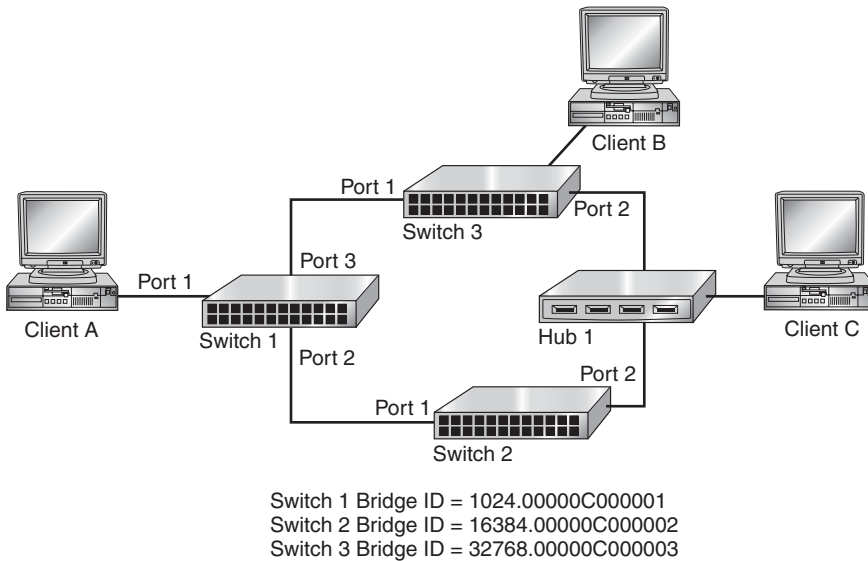 Client B
Port 1
Port 2
Switch 3
Port 1
Port 3
Client A
Switch 1
Hub 1
Client C
Port 2
Port 2
Port 1
Switch 2
Switch 1 Bridge ID = 1024.00000C000001
Switch 2 Bridge ID = 16384.00000C000002
Switch 3 Bridge ID = 32768.00000C000003